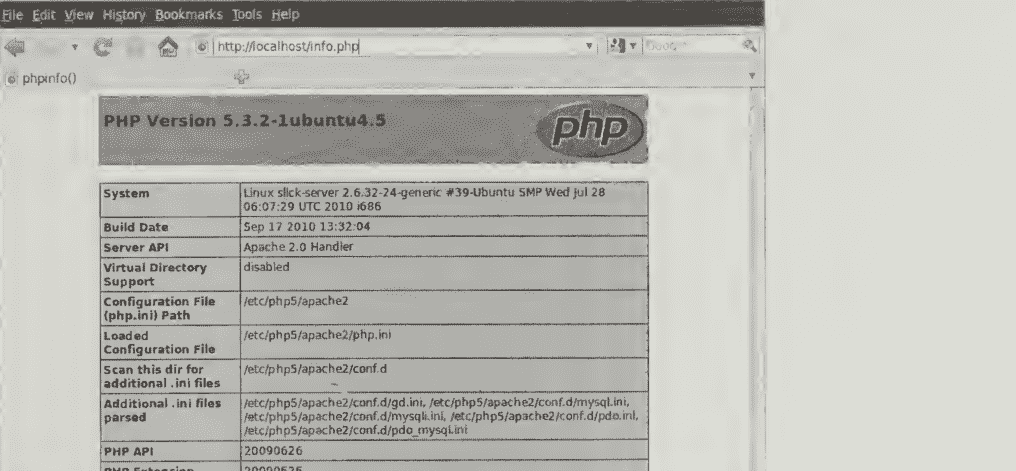 File Edit View History Bookmarks Tools Help
http://localhost/info.php
Google
phpinfo()
PHP Version 5.3.2-1ubuntu4.5
php
System
Linux slick-server 2.6.32-24-generic #39-Ubuntu SMP Wed Jul 28
06:07:29 UTC 2010 i686
Build Date
Sep 17 2010 13:32:04
Server API
Apache 2.0 Handler
Virtual Directory
Support
disabled
Configuration File
(php.ini) Path
/etc/php5/apache2
Loaded
Configuration File
/etc/php5/apache2/php.ini
Scan this dir for
additional .ini files
/etc/php5/apache2/conf.d
Additional .ini files
parsed
/etc/php5/apache2/conf.d/gd.ini, /etc/php5/apache2/conf.d/mysql.ini,
/etc/php5/apache2/conf.d/mysqli.ini, /etc/php5/apache2/conf.d/pdo.ini,
/etc/php5/apache2/conf.d/pdo_mysql.ini
PHP API
20090626
PHP Extension
20090626